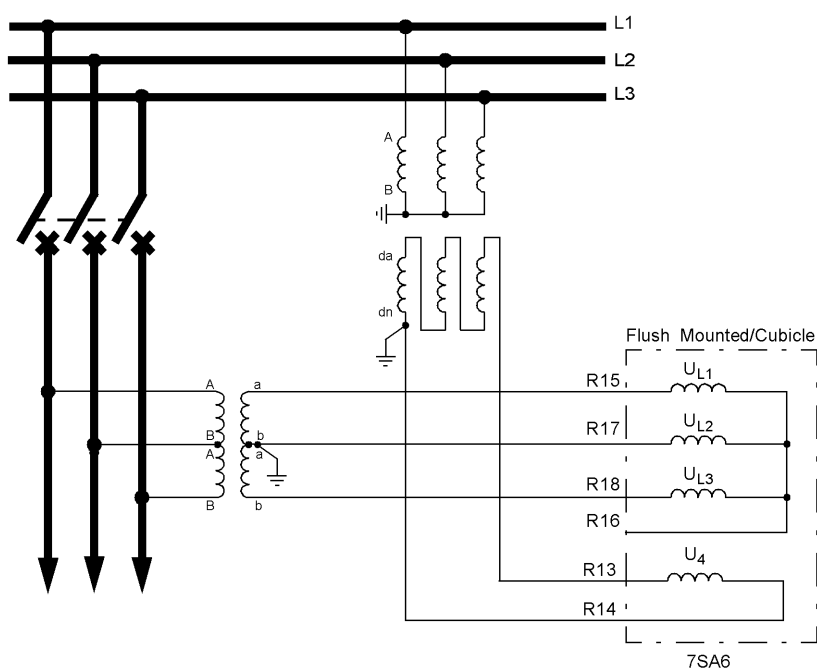 L1
L2
L3
A
B
da
dn
Flush Mounted/Cubicle
A a R15 UL1
B b R17 UL2
A a
B b R18 UL3
R16
R13 U4
R14
7SA6